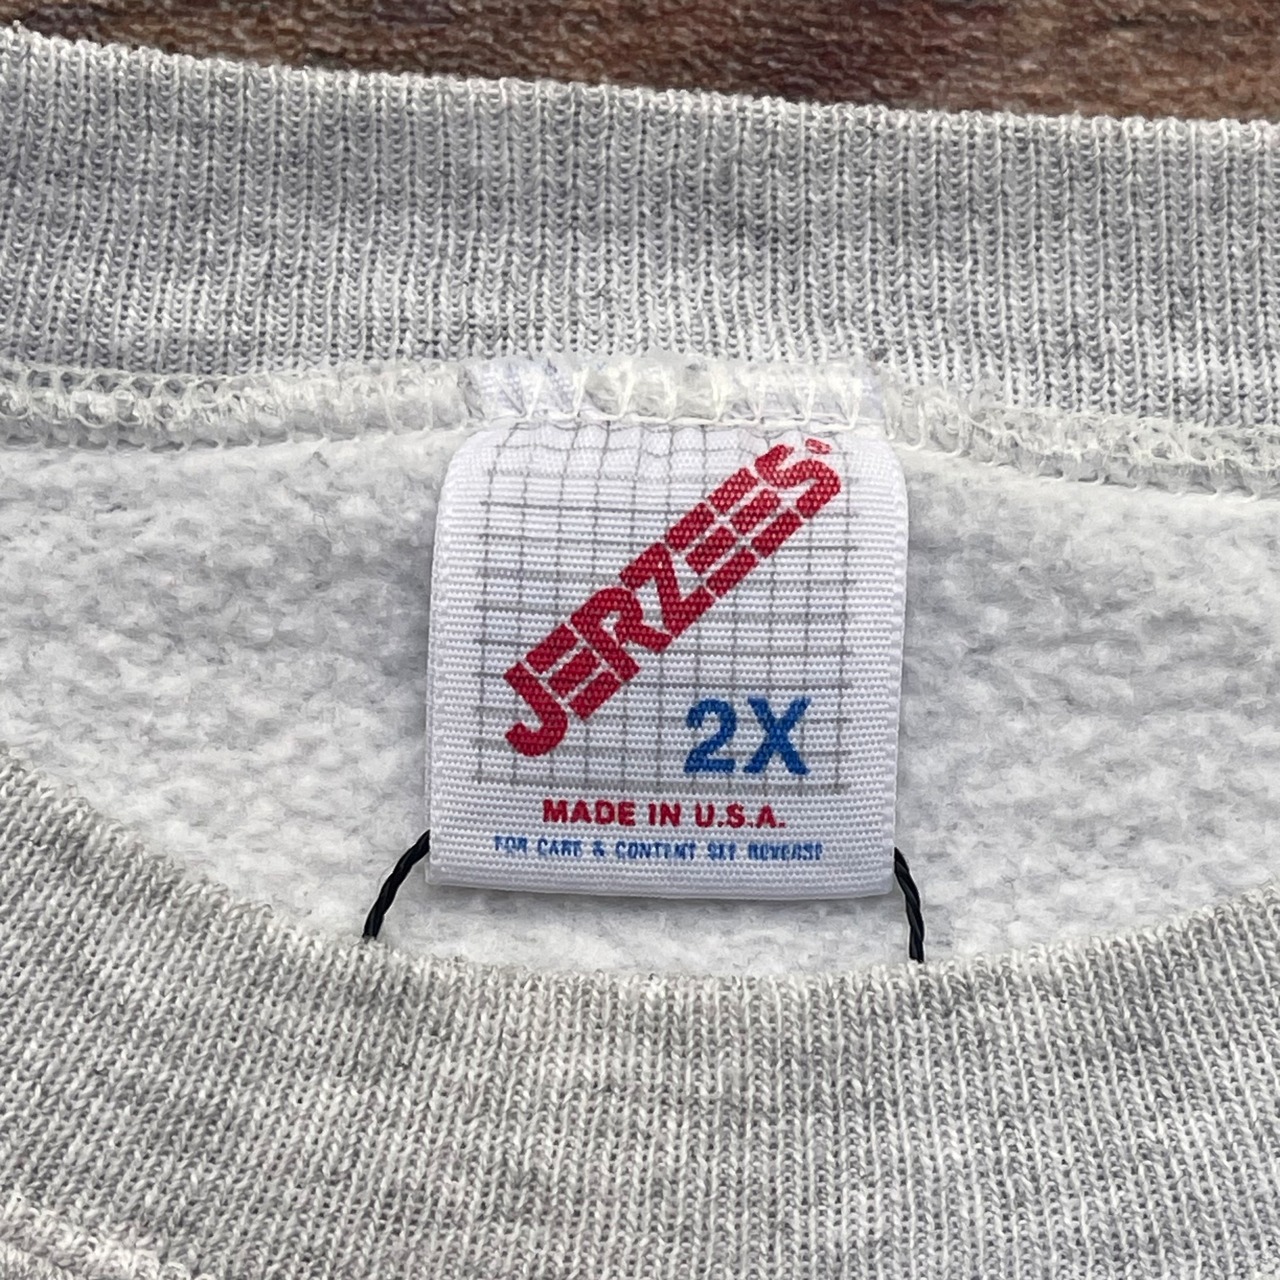 JERZEES
2X
MADE IN U.S.A.
FOR CARE & CONTENT SEE REVERSE